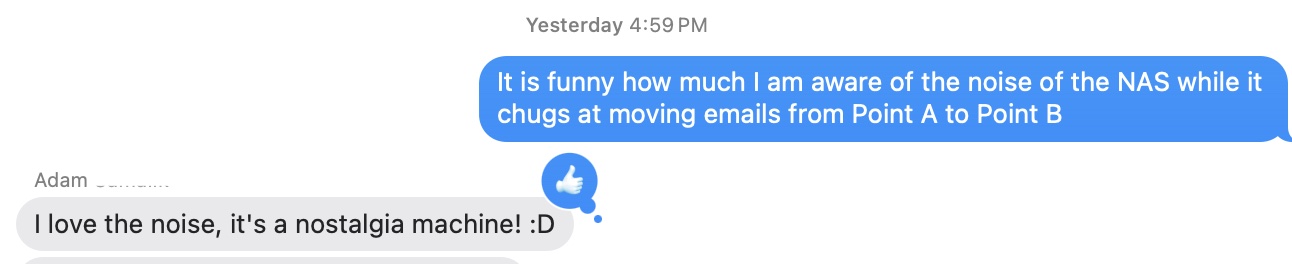 Yesterday 4:59 PM
It is funny how much I am aware of the noise of the NAS while it
chugs at moving emails from Point A to Point B
Adam
I love the noise, it's a nostalgia machine! :D